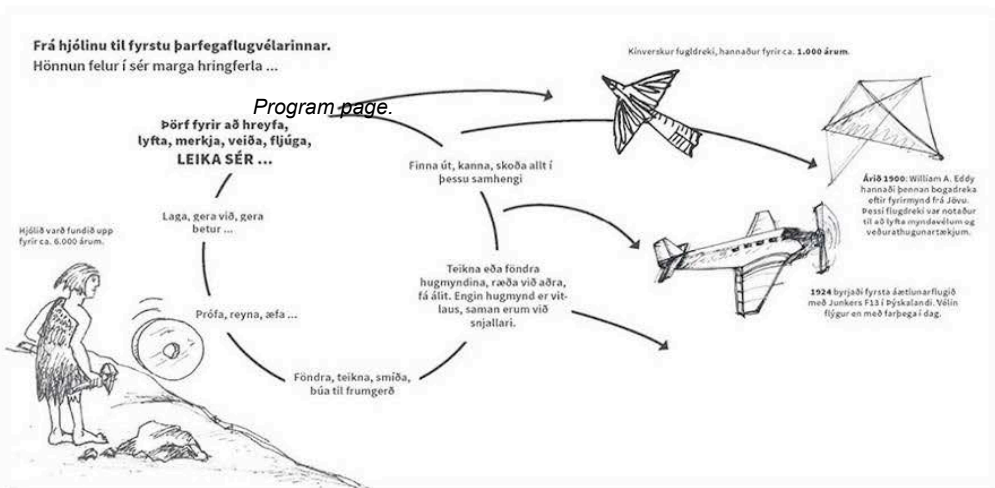 Frá hjólinu til fyrstu þarfegaflugvélarinnar.
Hönnun felur í sér marga hringferla ...
Program page.
Þörf fyrir að hreyfa,
lyfta, merkja, veiða, fljúga,
LEIKA SÉR ...
Finna út, kanna, skoða allt í
þessu samhengi
Teikna eða föndra
hugmyndina, ræða við aðra,
fá álit. Engin hugmynd er vit-
laus, saman erum við
snjallari.
Föndra, teikna, smíða,
búa til frumgerð
Prófa, reyna, æfa ...
Laga, gera við, gera
betur ...
Hjólið varð fundið upp
fyrir ca. 6.000 árum.
Kínverskur fugldreki, hannaður fyrir ca. 1.000 árum.
Árið 1900: William A. Eddy
hannaði þennan bogadreka
eftir fyrirmynd frá Jövu.
Þessi flugdreki var notaður
til að lyfta myndavélum og
veðurathugunartækjum.
1924 byrjaði fyrsta áætlunarflugið
með Junkers F13 í Þýskalandi. Vélin
flýgur en með farþega í dag.